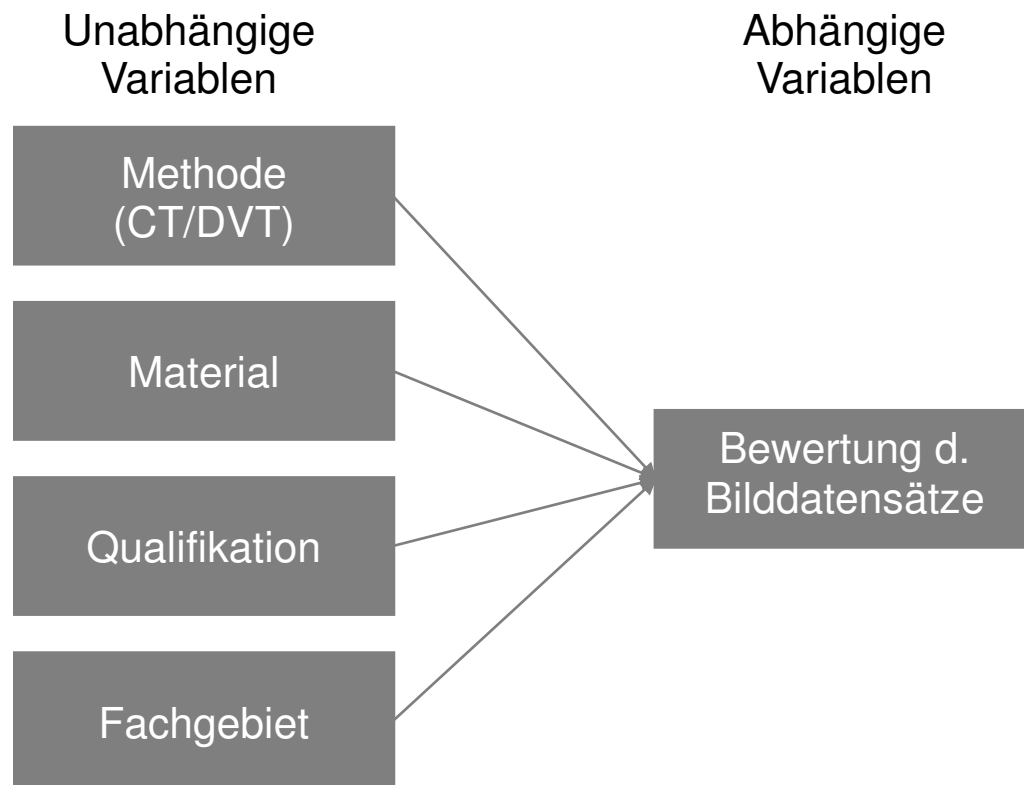 Unabhängige
Variablen
Abhängige
Variablen
Methode
(CT/DVT)
Material
Qualifikation
Fachgebiet
Bewertung d.
Bilddatensätze